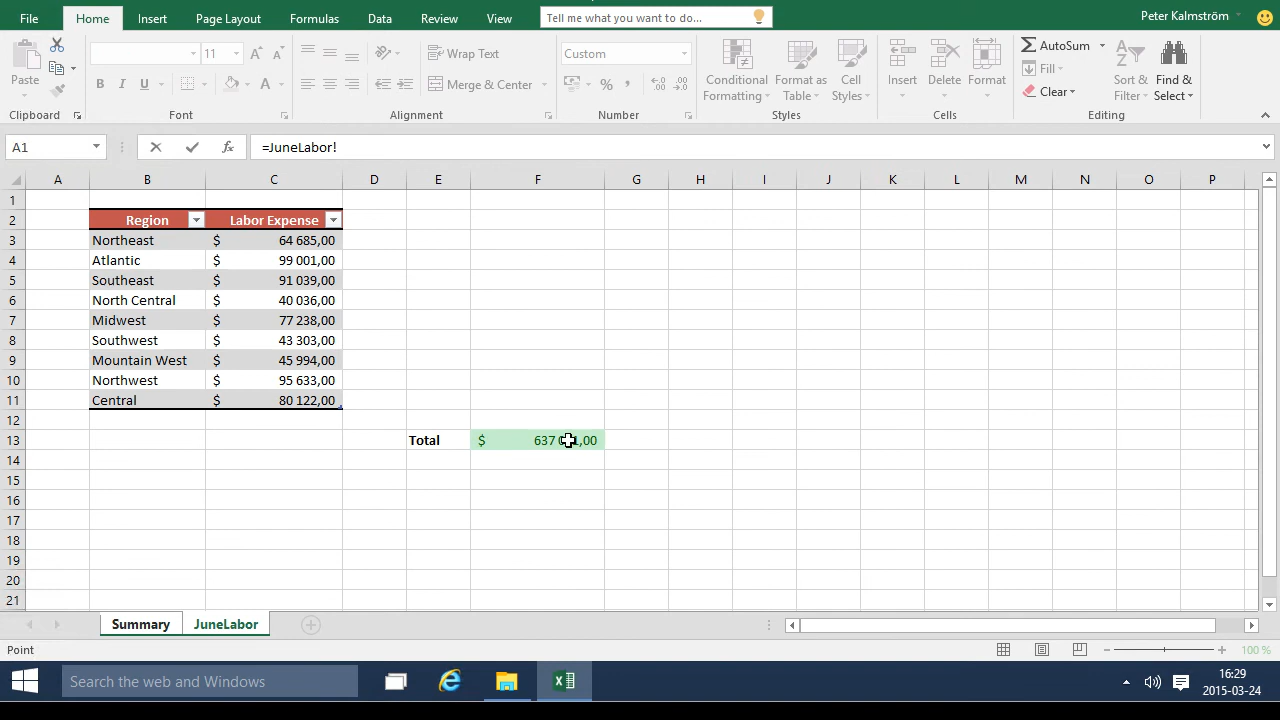 File Home Insert Page Layout Formulas Data Review View Tell me what you want to do... Peter Kalmström
Paste 11 A A Wrap Text Custom Conditional Formatting Format as Table Cell Styles Insert Delete Format AutoSum Sort & Filter Find & Select
Fill
B I U A Merge & Center % , Clear
Clipboard Font Alignment Number Styles Cells Editing
A1 fx =JuneLabor!
A B C D E F G H I J K L M N O P
1
2 Region Labor Expense
3 Northeast $ 64 685,00
4 Atlantic $ 99 001,00
5 Southeast $ 91 039,00
6 North Central $ 40 036,00
7 Midwest $ 77 238,00
8 Southwest $ 43 303,00
9 Mountain West $ 45 994,00
10 Northwest $ 95 633,00
11 Central $ 80 122,00
12
13 Total $ 637
14
15
16
17
18
19
20
21
Summary JuneLabor
Point 100 %
Search the web and Windows 16:29
2015-03-24